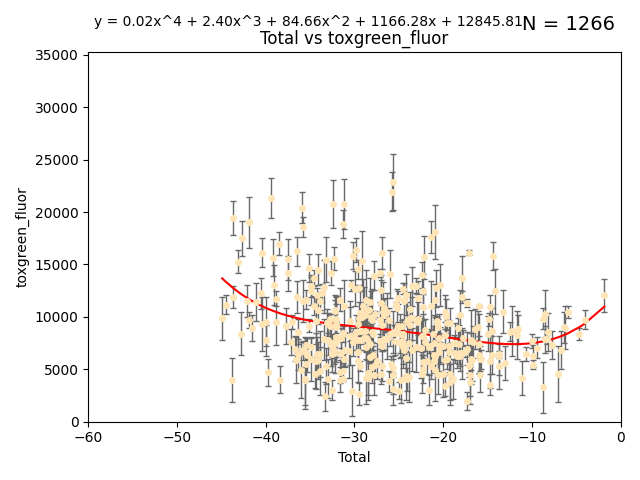 y = 0.02x^4 + 2.40x^3 + 84.66x^2 + 1166.28x + 12845.81
N = 1266
Total vs toxgreen_fluor
35000
30000
25000
20000
15000
10000
5000
0
toxgreen_fluor
−60 −50 −40 −30 −20 −10 0
Total